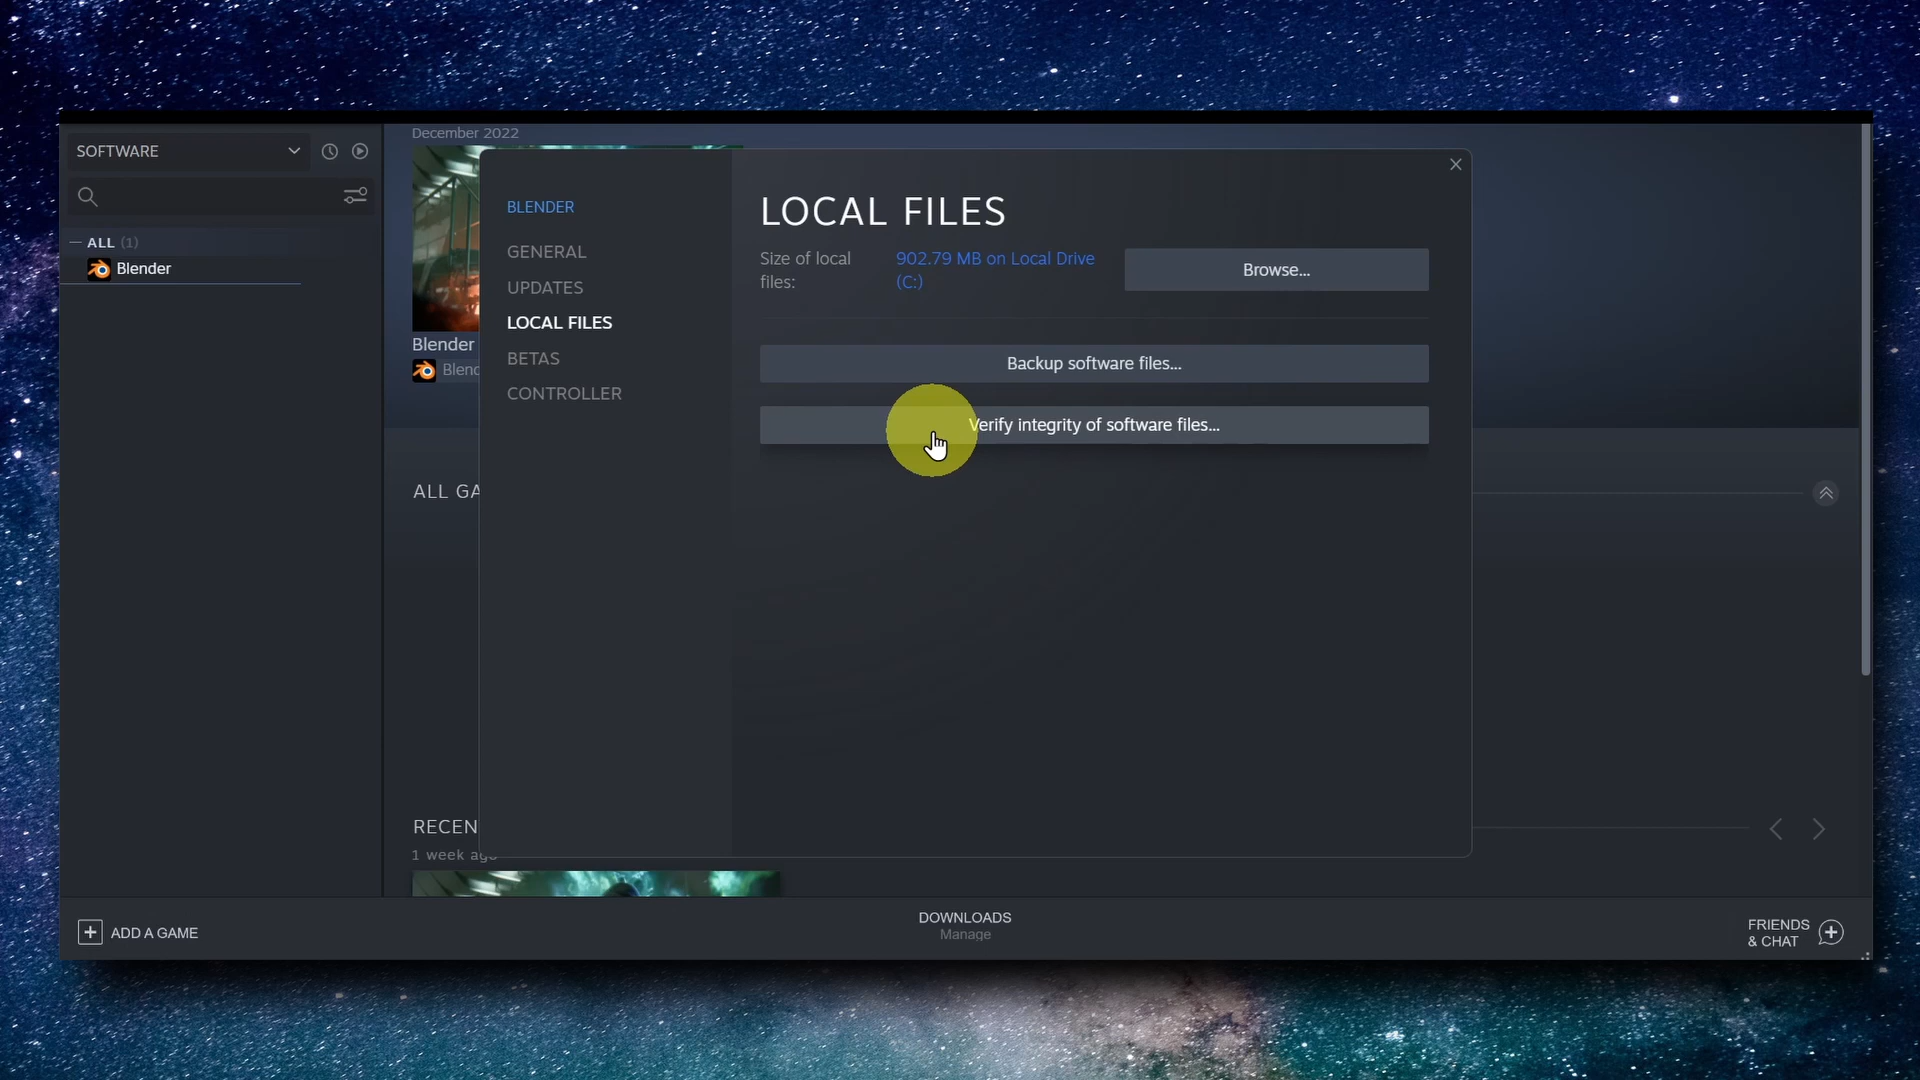 December 2022
SOFTWARE
ALL (1)
Blender
BLENDER
GENERAL
UPDATES
LOCAL FILES
BETAS
CONTROLLER
LOCAL FILES
Size of local
files:
902.79 MB on Local Drive
(C:)
Browse...
Backup software files...
Verify integrity of software files...
Blender
Blend
ALL GA
RECEN
1 week ago
ADD A GAME
DOWNLOADS
Manage
FRIENDS
& CHAT